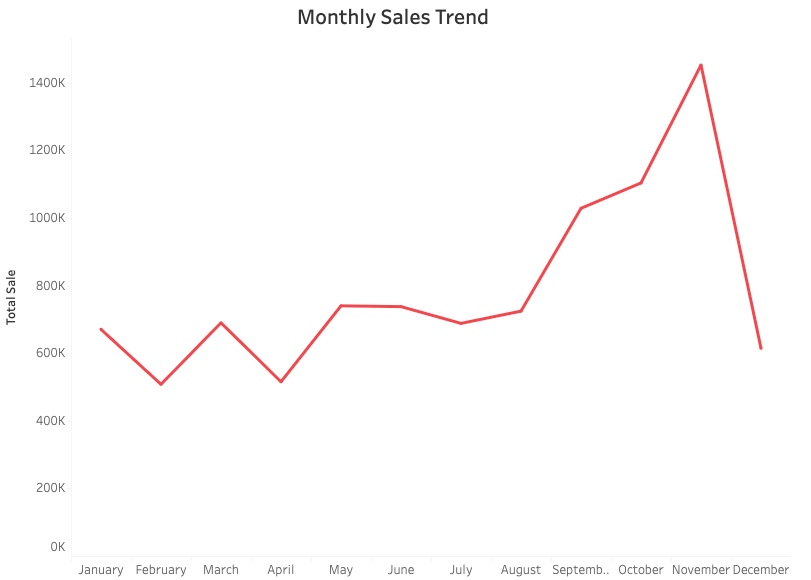 Monthly Sales Trend
Total Sale
1400K
1200K
1000K
800K
600K
400K
200K
0K
January February March April May June July August Septemb.. October November December